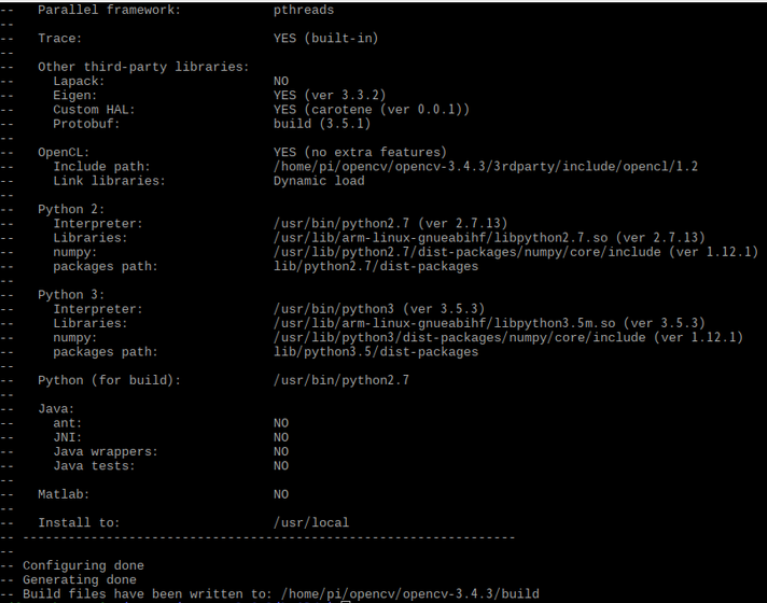 --   Parallel framework:            pthreads
--
--   Trace:                         YES (built-in)
--
--   Other third-party libraries:
--     Lapack:                      NO
--     Eigen:                       YES (ver 3.3.2)
--     Custom HAL:                  YES (carotene (ver 0.0.1))
--     Protobuf:                    build (3.5.1)
--
--   OpenCL:                        YES (no extra features)
--     Include path:                /home/pi/opencv/opencv-3.4.3/3rdparty/include/opencl/1.2
--     Link libraries:              Dynamic load
--
--   Python 2:
--     Interpreter:                 /usr/bin/python2.7 (ver 2.7.13)
--     Libraries:                   /usr/lib/arm-linux-gnueabihf/libpython2.7.so (ver 2.7.13)
--     numpy:                       /usr/lib/python2.7/dist-packages/numpy/core/include (ver 1.12.1)
--     packages path:               lib/python2.7/dist-packages
--
--   Python 3:
--     Interpreter:                 /usr/bin/python3 (ver 3.5.3)
--     Libraries:                   /usr/lib/arm-linux-gnueabihf/libpython3.5m.so (ver 3.5.3)
--     numpy:                       /usr/lib/python3/dist-packages/numpy/core/include (ver 1.12.1)
--     packages path:               lib/python3.5/dist-packages
--
--   Python (for build):            /usr/bin/python2.7
--
--   Java:
--     ant:                         NO
--     JNI:                         NO
--     Java wrappers:               NO
--     Java tests:                  NO
--
--   Matlab:                        NO
--
--   Install to:                    /usr/local
-- -----------------------------------------------------------------
--
-- Configuring done
-- Generating done
-- Build files have been written to: /home/pi/opencv/opencv-3.4.3/build